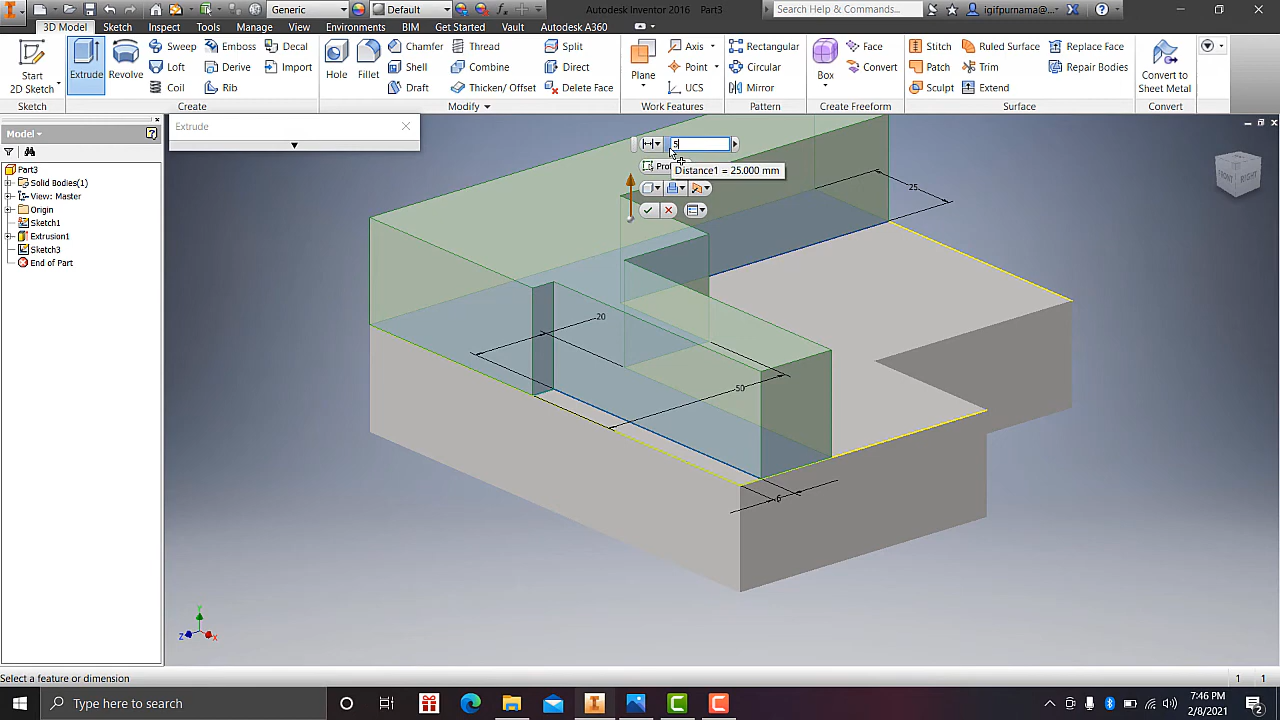 Generic
Default
Autodesk Inventor 2016 Part3
Search Help & Commands...
igifpurnama@...
3D Model
Sketch
Inspect
Tools
Manage
View
Environments
BIM
Get Started
Vault
Autodesk A360
Start
2D Sketch
Extrude
Revolve
Sweep
Loft
Coil
Emboss
Derive
Rib
Decal
Import
Hole
Fillet
Chamfer
Shell
Draft
Thread
Combine
Thicken/ Offset
Split
Direct
Delete Face
Plane
Axis
Point
UCS
Rectangular
Circular
Mirror
Box
Face
Convert
Stitch
Patch
Sculpt
Ruled Surface
Trim
Extend
Replace Face
Repair Bodies
Convert to
Sheet Metal
Sketch
Create
Modify
Work Features
Pattern
Create Freeform
Surface
Convert
Model
Part3
Solid Bodies(1)
View: Master
Origin
Sketch1
Extrusion1
Sketch3
End of Part
Extrude
5
Distance1 = 25.000 mm
25
20
50
6
Y
Z
X
Select a feature or dimension
1 1
Type here to search
7:46 PM
2/8/2021
2